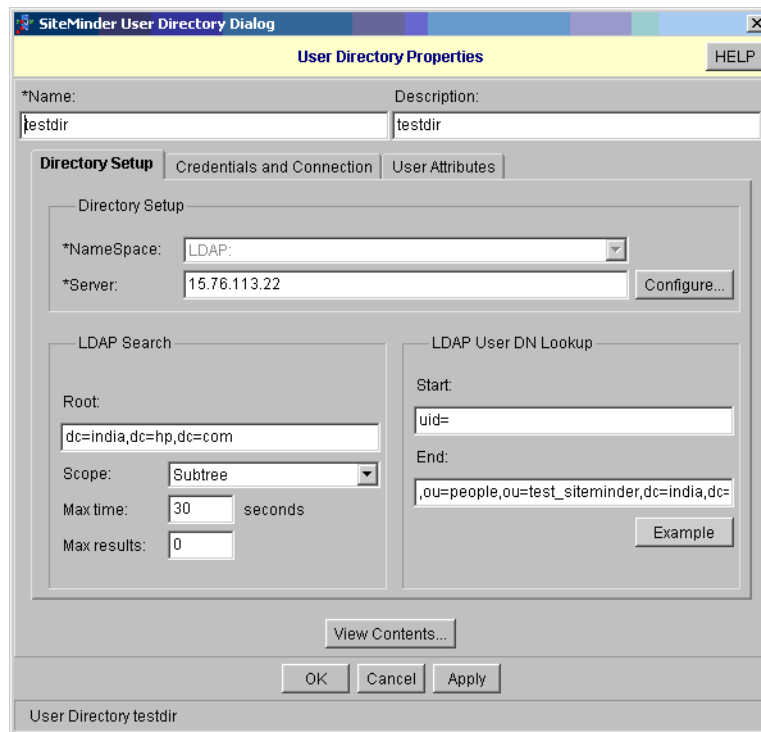 SiteMinder User Directory Dialog
User Directory Properties
HELP
*Name:
Description:
testdir
testdir
Directory Setup
Credentials and Connection
User Attributes
Directory Setup
*NameSpace:
LDAP:
*Server:
15.76.113.22
Configure...
LDAP Search
Root:
dc=india,dc=hp,dc=com
Scope:
Subtree
Max time:
30
seconds
Max results:
0
LDAP User DN Lookup
Start:
uid=
End:
,ou=people,ou=test_siteminder,dc=india,dc=
Example
View Contents...
OK
Cancel
Apply
User Directory testdir